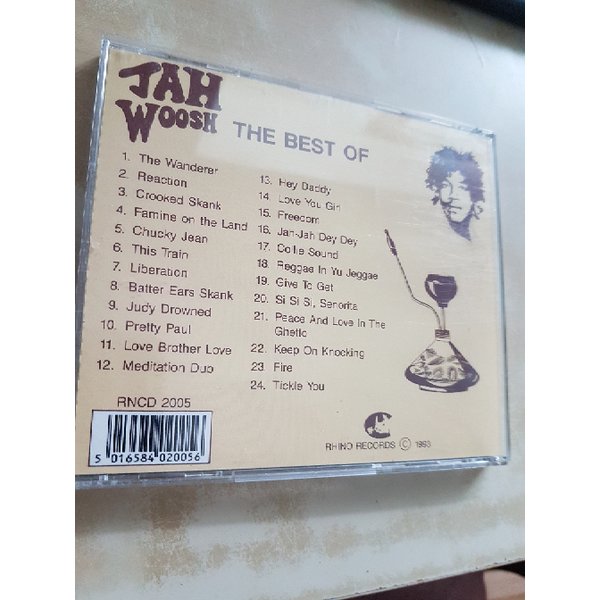 JAH
WOOSH
THE BEST OF
1. The Wanderer
2. Reaction
3. Crooked Skank
4. Famine on the Land
5. Chucky Jean
6. This Train
7. Liberation
8. Batter Ears Skank
9. Judy Drowned
10. Pretty Paul
11. Love Brother Love
12. Meditation Duo
13. Hey Daddy
14. Love You Girl
15. Freedom
16. Jah-Jah Dey Dey
17. Collie Sound
18. Reggae In Yu Jeggae
19. Give To Get
20. Si Si Si, Senorita
21. Peace And Love In The
Ghetto
22. Keep On Knocking
23. Fire
24. Tickle You
RNCD 2005
5 016584 020056
RHINO RECORDS © 1993